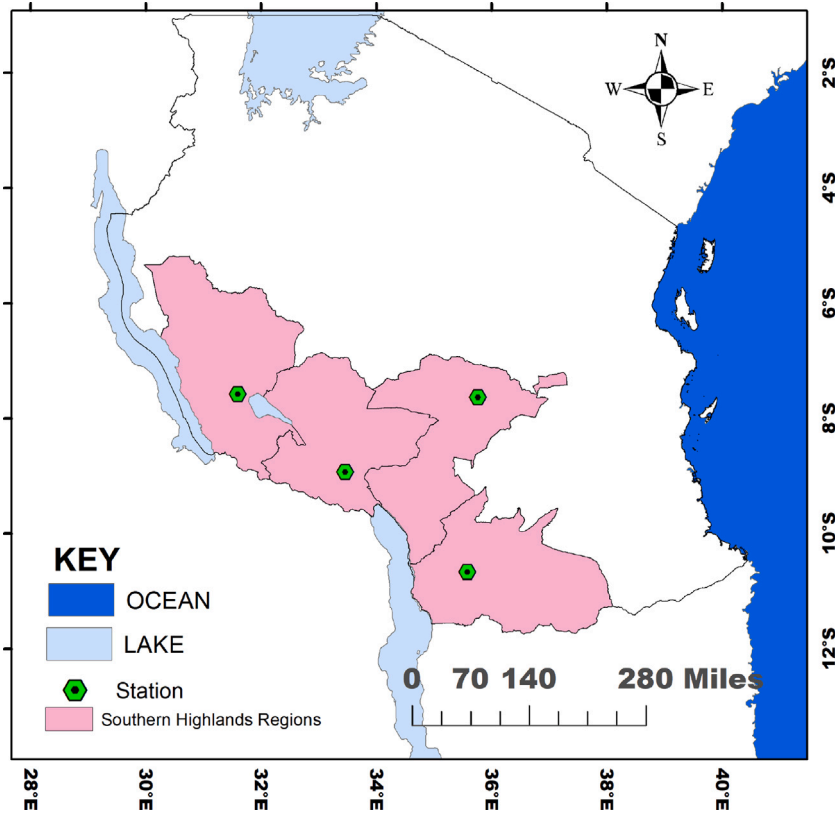 N
W E
S
2°S
4°S
6°S
8°S
10°S
12°S
KEY
OCEAN
LAKE
Station
Southern Highlands Regions
0 70 140 280 Miles
28°E 30°E 32°E 34°E 36°E 38°E 40°E